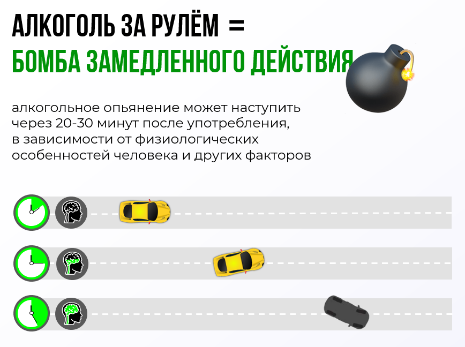 АЛКОГОЛЬ ЗА РУЛЁМ =
БОМБА ЗАМЕДЛЕННОГО ДЕЙСТВИЯ
алкогольное опьянение может наступить
через 20-30 минут после употребления,
в зависимости от физиологических
особенностей человека и других факторов